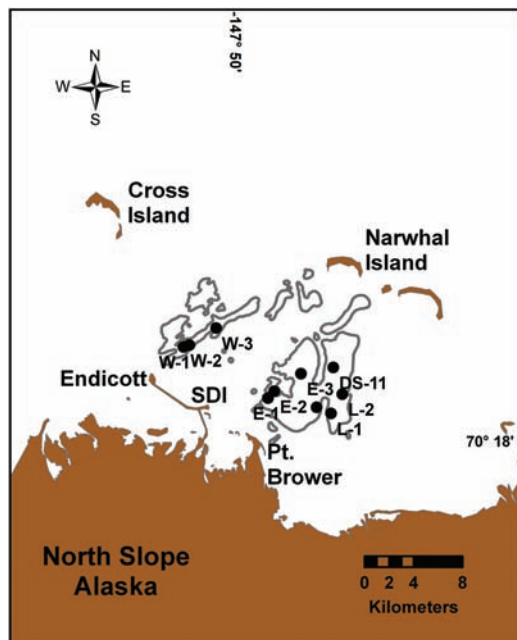 -147° 50'
N
W E
S
Cross
Island
Narwhal
Island
W-3
W-1 W-2
Endicott
SDI
DS-11
E-3
E-1 E-2 L-2
L-1
70° 18'
Pt.
Brower
North Slope
Alaska
0 2 4 8
Kilometers